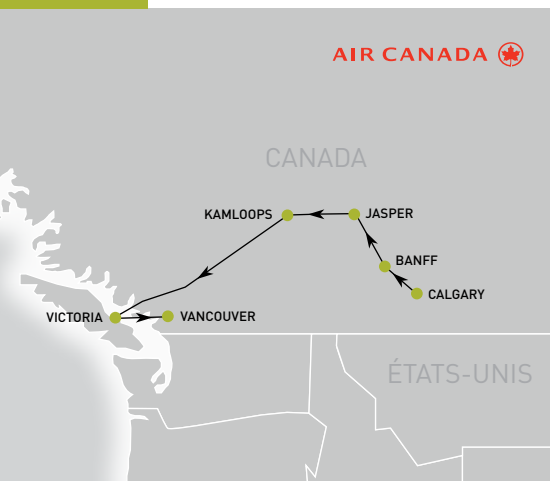 AIR CANADA
CANADA
KAMLOOPS
JASPER
BANFF
CALGARY
VICTORIA
VANCOUVER
ÉTATS-UNIS